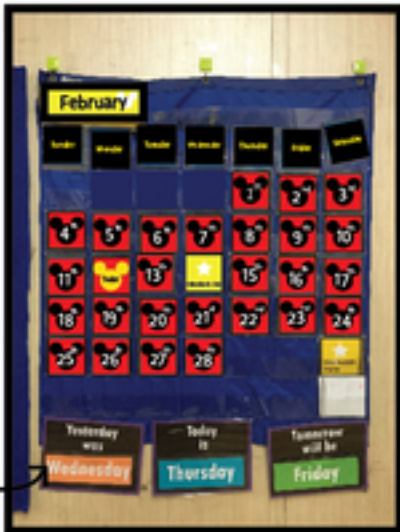 February
Sunday Monday Tuesday Wednesday Thursday Friday Saturday
1 2 3
4 5 6 7 8 9 10
11 13 15 16 17
18 19 20 21 22 23 24
25 26 27 28
Yesterday was Wednesday
Today is Thursday
Tomorrow will be Friday